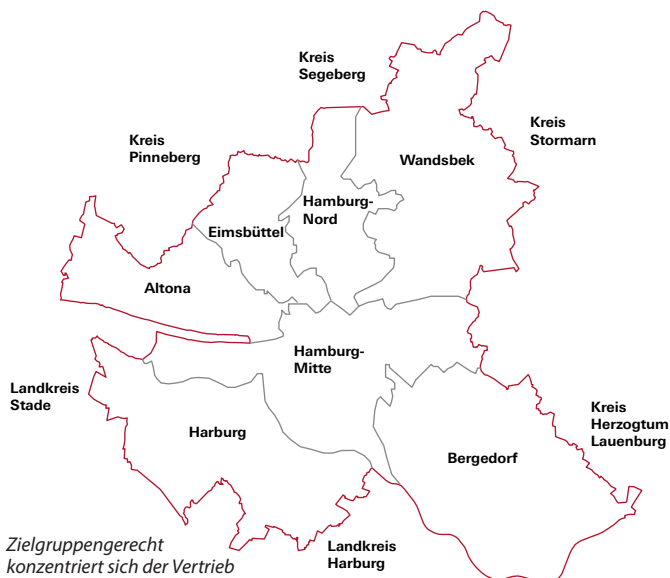 Kreis
Segeberg
Kreis
Stormarn
Kreis
Pinneberg
Wandsbek
Hamburg-
Nord
Eimsbüttel
Altona
Hamburg-
Mitte
Landkreis
Stade
Harburg
Kreis
Herzogtum
Lauenburg
Bergedorf
Landkreis
Harburg
Zielgruppengerecht
konzentriert sich der Vertrieb